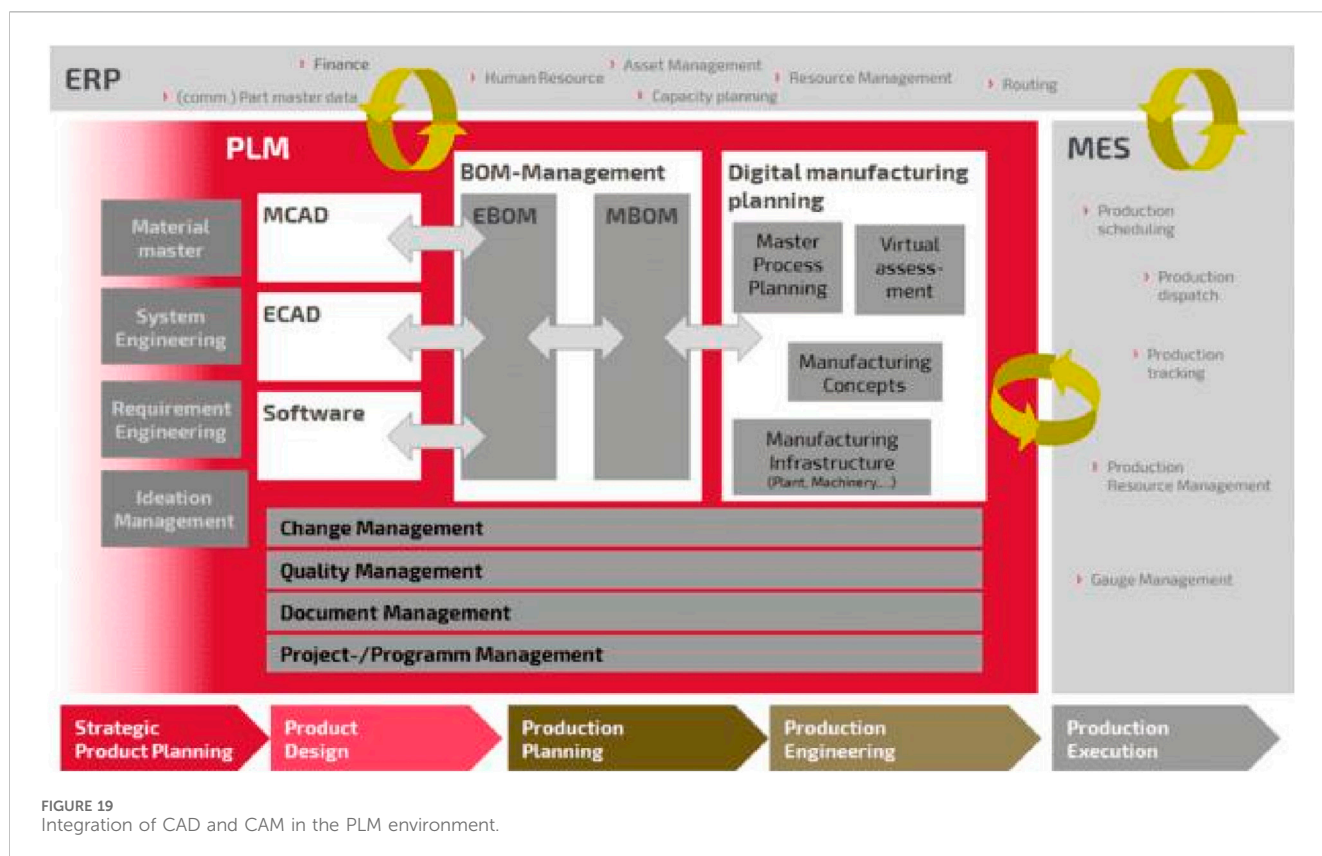 ERP
Finance
(comm.) Part master data
Human Resource
Asset Management
Capacity planning
Resource Management
Routing
PLM
Material
master
System
Engineering
Requirement
Engineering
Ideation
Management
MCAD
ECAD
Software
BOM-Management
EBOM
MBOM
Digital manufacturing
planning
Master
Process
Planning
Virtual
assess-
ment
Manufacturing
Concepts
Manufacturing
Infrastructure
(Plant, Machinery,...)
Change Management
Quality Management
Document Management
Project-/Programm Management
MES
Production
scheduling
Production
dispatch
Production
tracking
Production
Resource Management
Gauge Management
Strategic
Product Planning
Product
Design
Production
Planning
Production
Engineering
Production
Execution
FIGURE 19
Integration of CAD and CAM in the PLM environment.